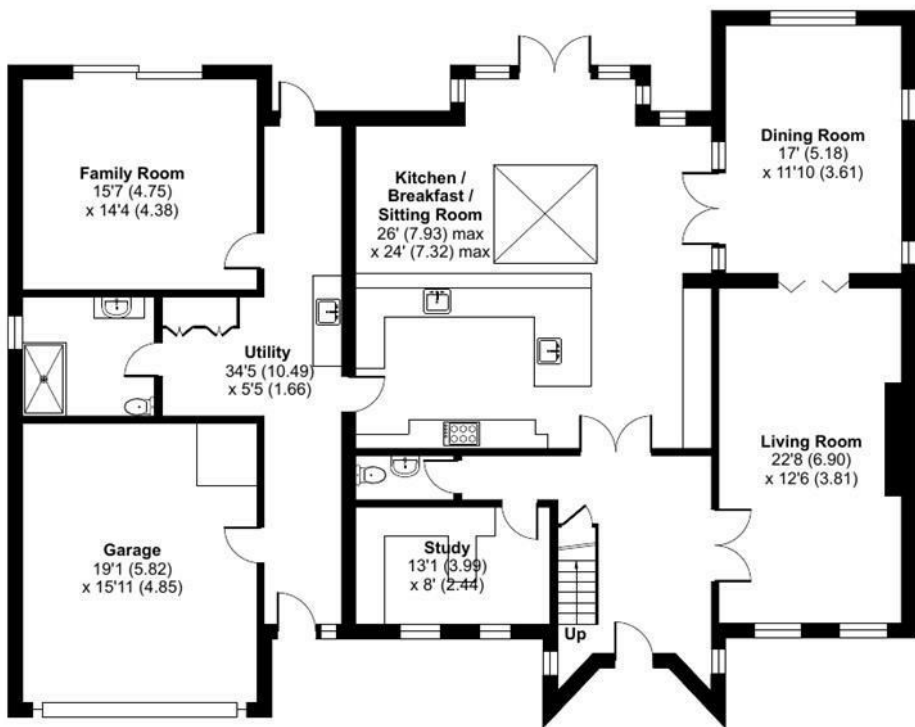 Family Room
15'7 (4.75)
x 14'4 (4.38)
Kitchen /
Breakfast /
Sitting Room
26' (7.93) max
x 24' (7.32) max
Dining Room
17' (5.18)
x 11'10 (3.61)
Utility
34'5 (10.49)
x 5'5 (1.66)
Living Room
22'8 (6.90)
x 12'6 (3.81)
Garage
19'1 (5.82)
x 15'11 (4.85)
Study
13'1 (3.99)
x 8' (2.44)
Up